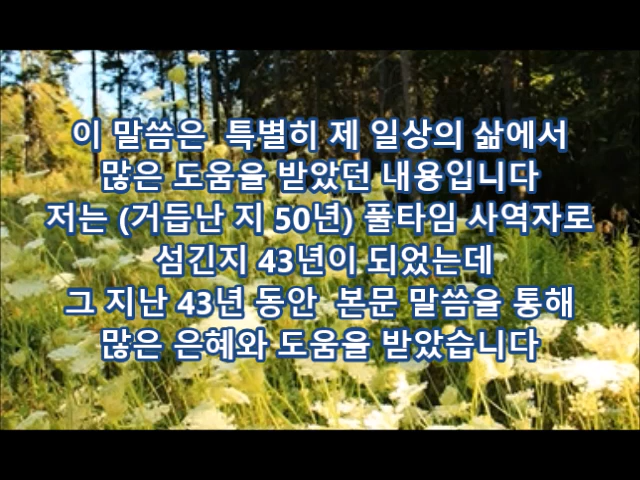 이 말씀은 특별히 제 일상의 삶에서
많은 도움을 받았던 내용입니다
저는 (거듭난 지 50년) 풀타임 사역자로
섬긴지 43년이 되었는데
그 지난 43년 동안 본문 말씀을 통해
많은 은혜와 도움을 받았습니다